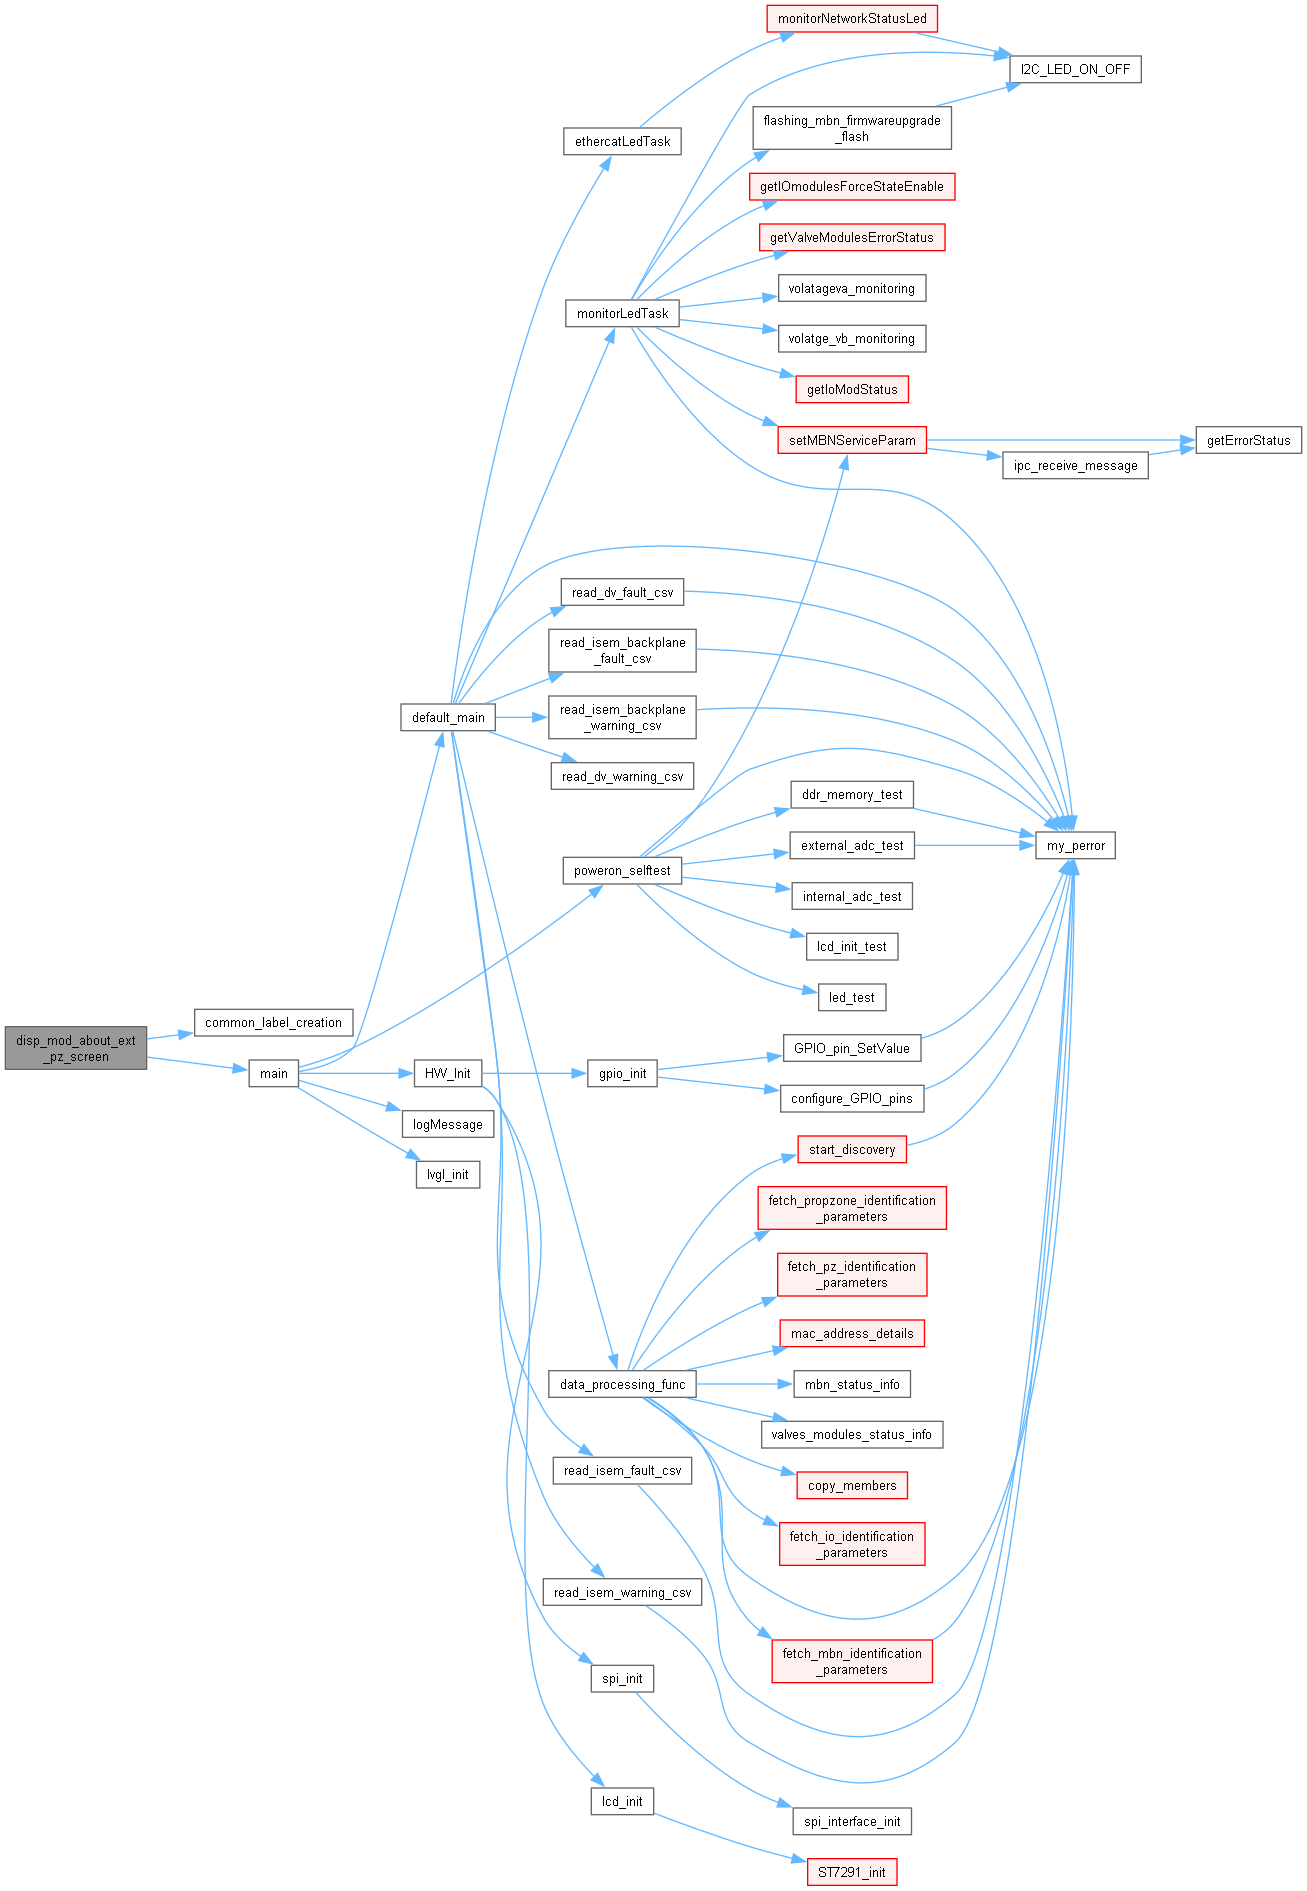 monitorNetworkStatusLed
I2C_LED_ON_OFF
flashing_mbn_firmwareupgrade
_flash
ethercatLedTask
getIOmodulesForceStateEnable
getValveModulesErrorStatus
volatageva_monitoring
monitorLedTask
volatge_vb_monitoring
getIoModStatus
setMBNServiceParam
getErrorStatus
ipc_receive_message
read_dv_fault_csv
read_isem_backplane
_fault_csv
default_main
read_isem_backplane
_warning_csv
read_dv_warning_csv
ddr_memory_test
my_perror
external_adc_test
poweron_selftest
internal_adc_test
lcd_init_test
led_test
common_label_creation
disp_mod_about_ext
_pz_screen
GPIO_pin_SetValue
main
HW_Init
gpio_init
configure_GPIO_pins
logMessage
start_discovery
lvgl_init
fetch_propzone_identification
_parameters
fetch_pz_identification
_parameters
mac_address_details
data_processing_func
mbn_status_info
valves_modules_status_info
read_isem_fault_csv
copy_members
fetch_io_identification
_parameters
read_isem_warning_csv
fetch_mbn_identification
_parameters
spi_init
lcd_init
spi_interface_init
ST7291_init